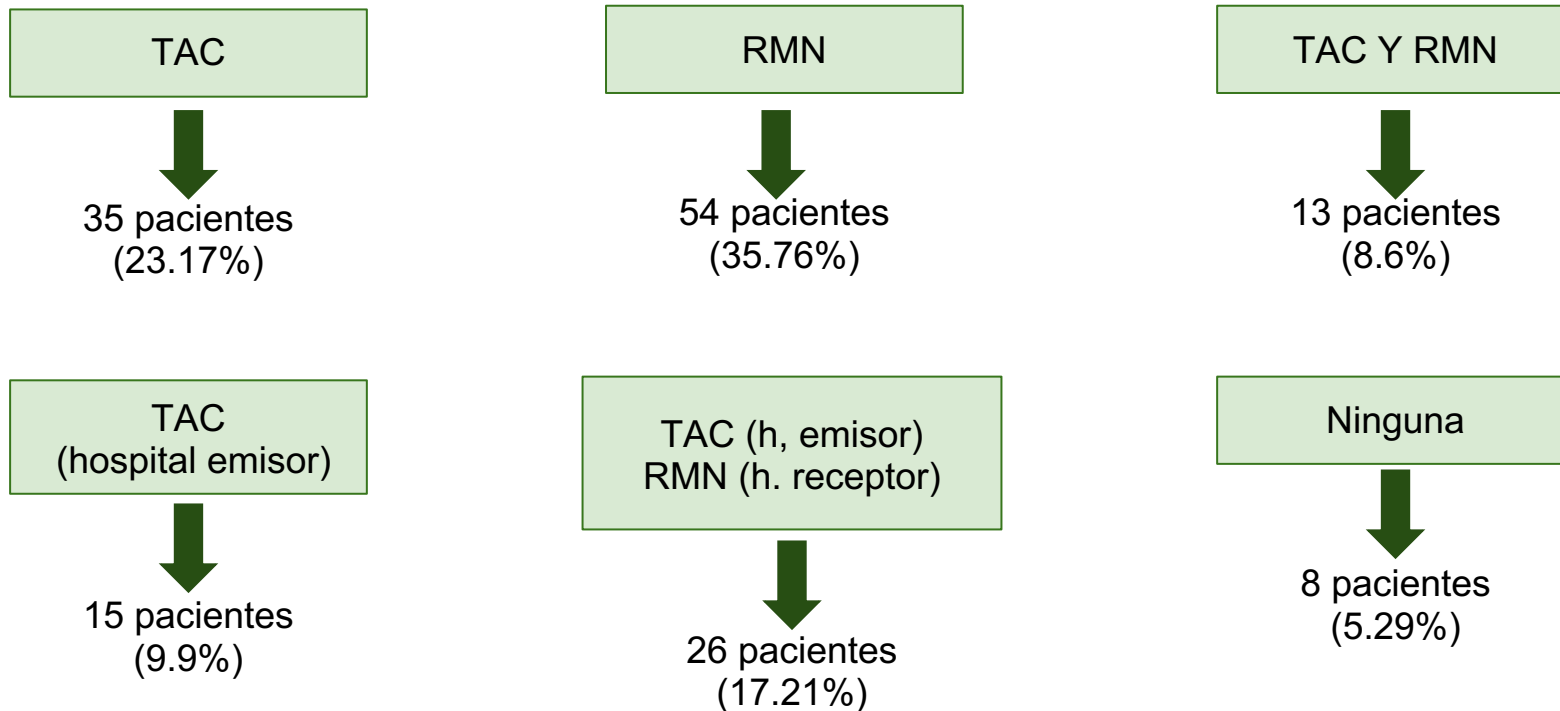 TAC
35 pacientes
(23.17%)
RMN
54 pacientes
(35.76%)
TAC Y RMN
13 pacientes
(8.6%)
TAC
(hospital emisor)
15 pacientes
(9.9%)
TAC (h, emisor)
RMN (h. receptor)
26 pacientes
(17.21%)
Ninguna
8 pacientes
(5.29%)